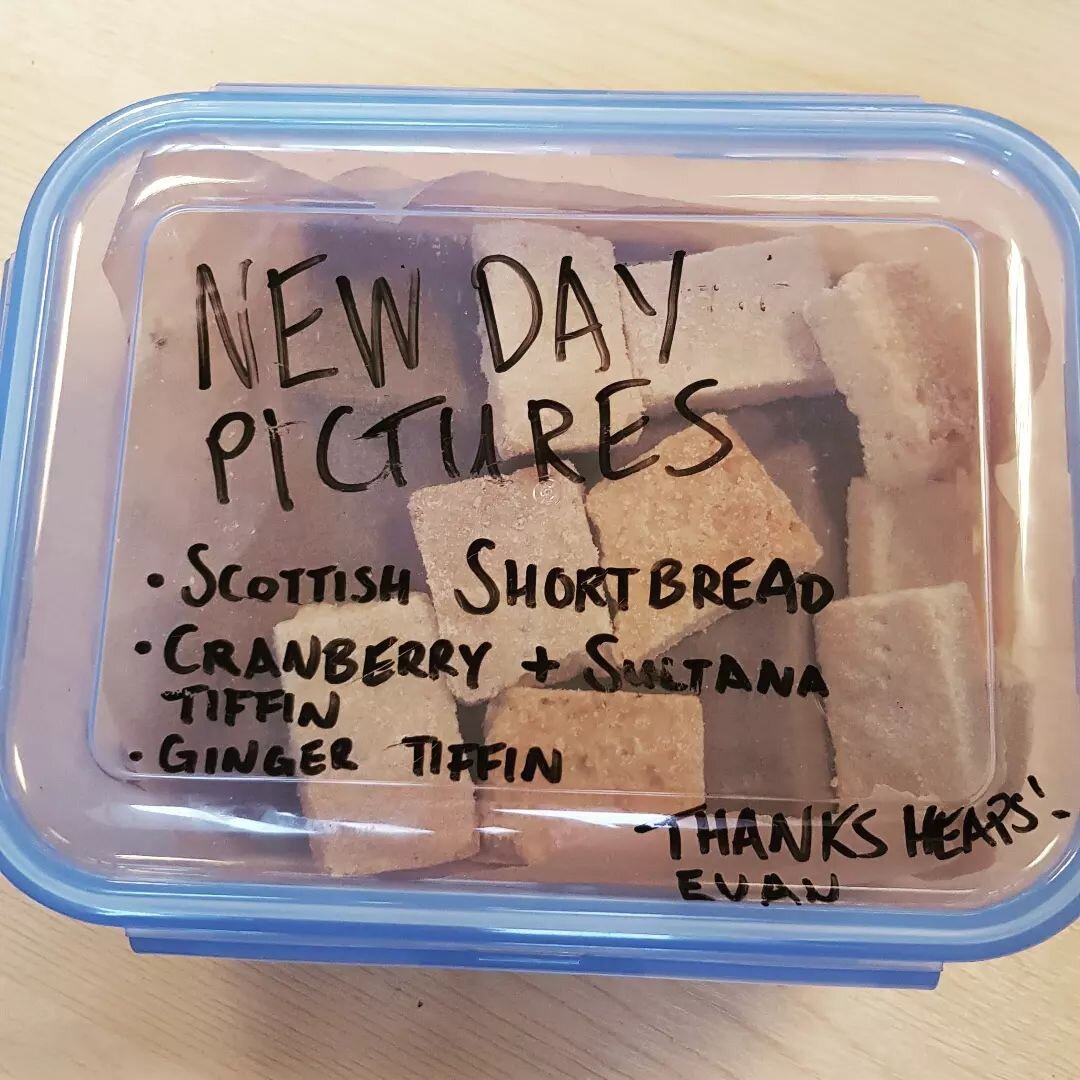 NEW DAY
PICTURES
• SCOTTISH SHORTBREAD
• CRANBERRY + SULTANA
TIFFIN
• GINGER TIFFIN
THANKS HEAPS!
EVAN